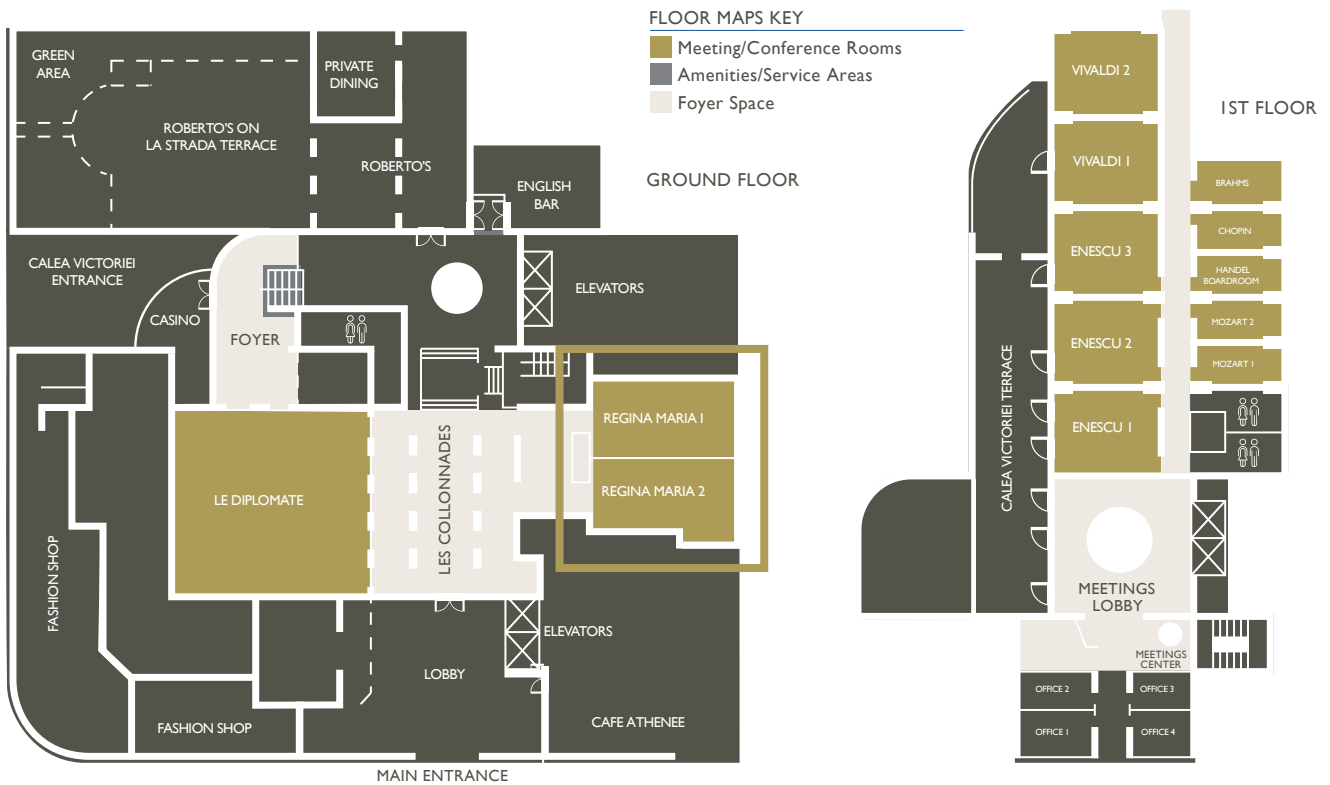 FLOOR MAPS KEY
Meeting/Conference Rooms
Amenities/Service Areas
Foyer Space
GROUND FLOOR
GREEN
AREA
PRIVATE
DINING
ROBERTO'S ON
LA STRADA TERRACE
ROBERTO'S
ENGLISH
BAR
CALEA VICTORIEI
ENTRANCE
CASINO
FOYER
ELEVATORS
REGINA MARIA 1
REGINA MARIA 2
LE DIPLOMATE
LES COLLONNADES
FASHION SHOP
ELEVATORS
LOBBY
FASHION SHOP
CAFE ATHENEE
MAIN ENTRANCE
1ST FLOOR
VIVALDI 2
VIVALDI 1
BRAHMS
CHOPIN
ENESCU 3
HANDEL
BOARDROOM
MOZART 2
ENESCU 2
MOZART 1
ENESCU 1
CALEA VICTORIEI TERRACE
MEETINGS
LOBBY
MEETINGS
CENTER
OFFICE 2
OFFICE 3
OFFICE 1
OFFICE 4